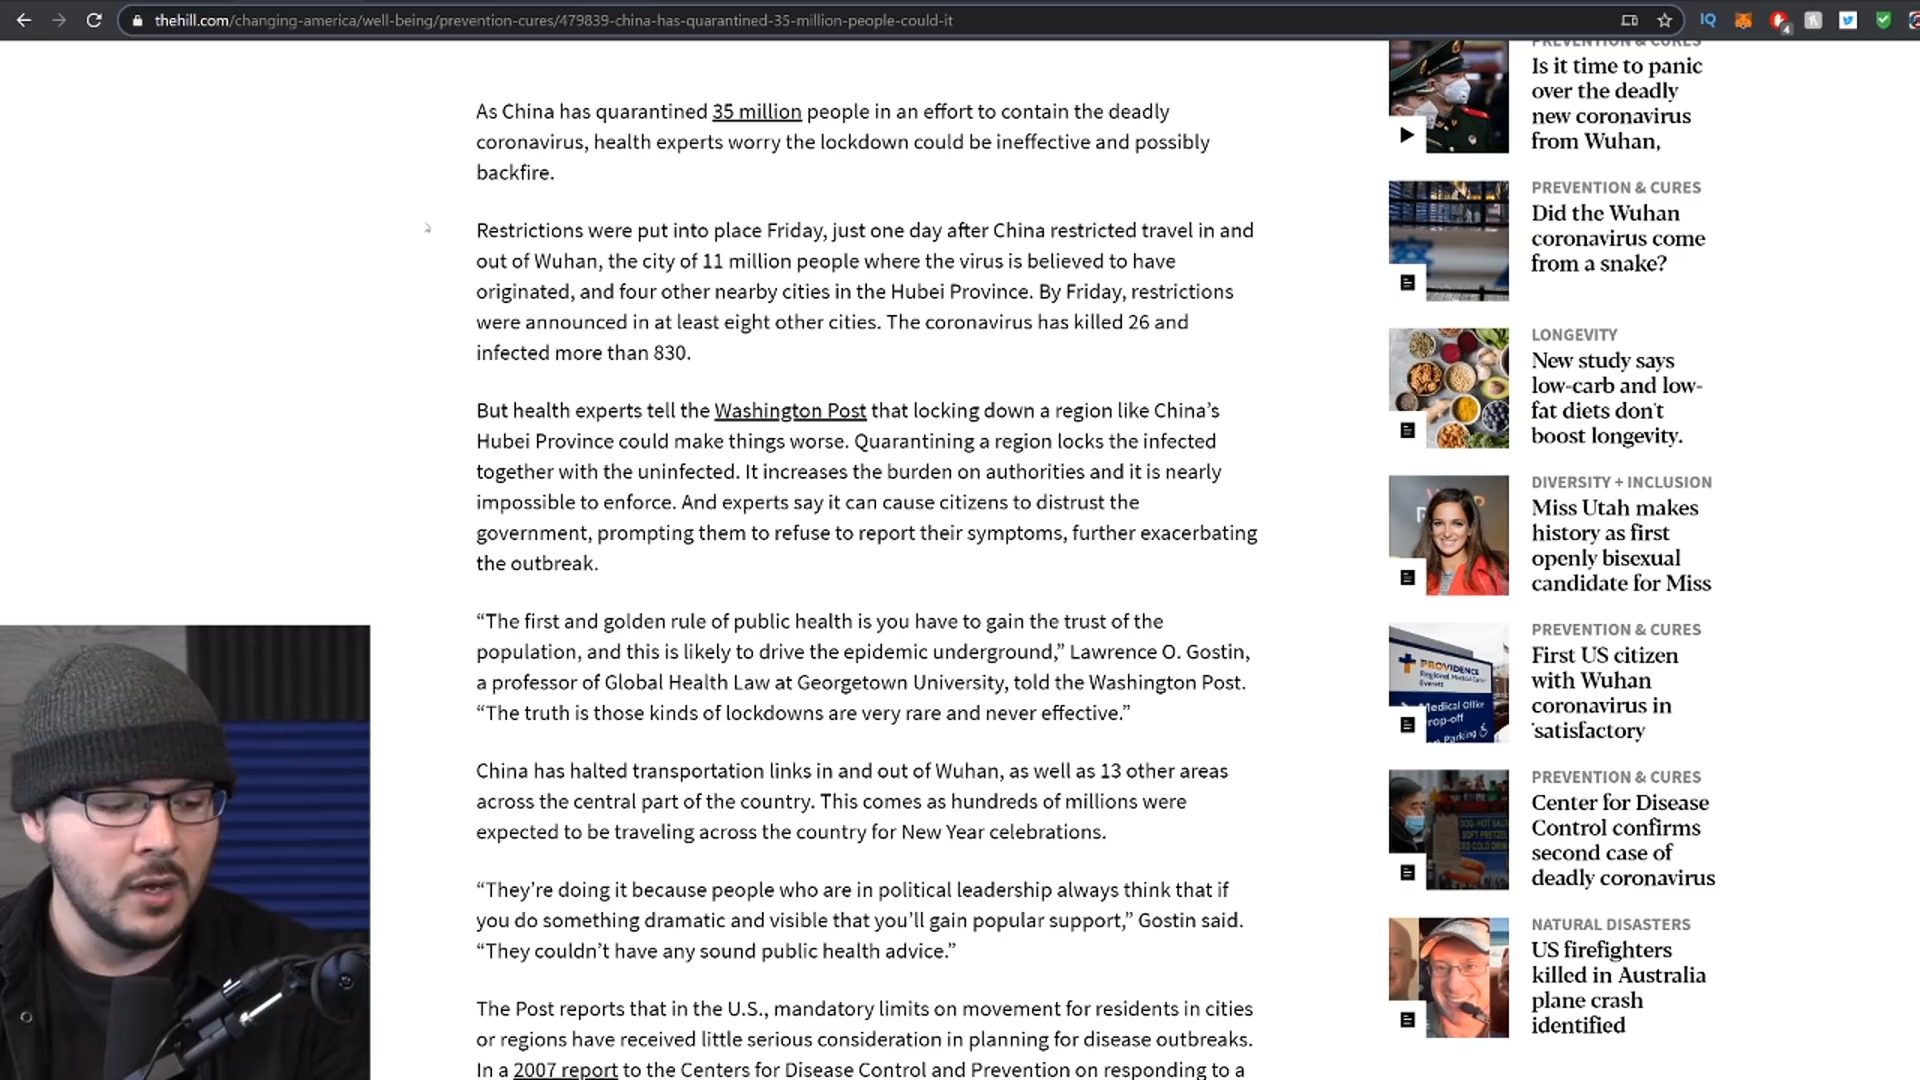 thehill.com/changing-america/well-being/prevention-cures/479839-china-has-quarantined-35-million-people-could-it
IQ
4
As China has quarantined 35 million people in an effort to contain the deadly
coronavirus, health experts worry the lockdown could be ineffective and possibly
backfire.
Restrictions were put into place Friday, just one day after China restricted travel in and
out of Wuhan, the city of 11 million people where the virus is believed to have
originated, and four other nearby cities in the Hubei Province. By Friday, restrictions
were announced in at least eight other cities. The coronavirus has killed 26 and
infected more than 830.
But health experts tell the Washington Post that locking down a region like China’s
Hubei Province could make things worse. Quarantining a region locks the infected
together with the uninfected. It increases the burden on authorities and it is nearly
impossible to enforce. And experts say it can cause citizens to distrust the
government, prompting them to refuse to report their symptoms, further exacerbating
the outbreak.
“The first and golden rule of public health is you have to gain the trust of the
population, and this is likely to drive the epidemic underground,” Lawrence O. Gostin,
a professor of Global Health Law at Georgetown University, told the Washington Post.
“The truth is those kinds of lockdowns are very rare and never effective.”
China has halted transportation links in and out of Wuhan, as well as 13 other areas
across the central part of the country. This comes as hundreds of millions were
expected to be traveling across the country for New Year celebrations.
“They’re doing it because people who are in political leadership always think that if
you do something dramatic and visible that you’ll gain popular support,” Gostin said.
“They couldn’t have any sound public health advice.”
The Post reports that in the U.S., mandatory limits on movement for residents in cities
or regions have received little serious consideration in planning for disease outbreaks.
In a 2007 report to the Centers for Disease Control and Prevention on responding to a
PREVENTION & CURES
Is it time to panic
over the deadly
new coronavirus
from Wuhan,
PREVENTION & CURES
Did the Wuhan
coronavirus come
from a snake?
LONGEVITY
New study says
low-carb and low-
fat diets don't
boost longevity.
DIVERSITY + INCLUSION
Miss Utah makes
history as first
openly bisexual
candidate for Miss
PREVENTION & CURES
First US citizen
with Wuhan
coronavirus in
'satisfactory
PROVIDENCE
Regional Medical
Everett
Medical Office
rop-off
Parking
PREVENTION & CURES
Center for Disease
Control confirms
second case of
deadly coronavirus
NATURAL DISASTERS
US firefighters
killed in Australia
plane crash
identified